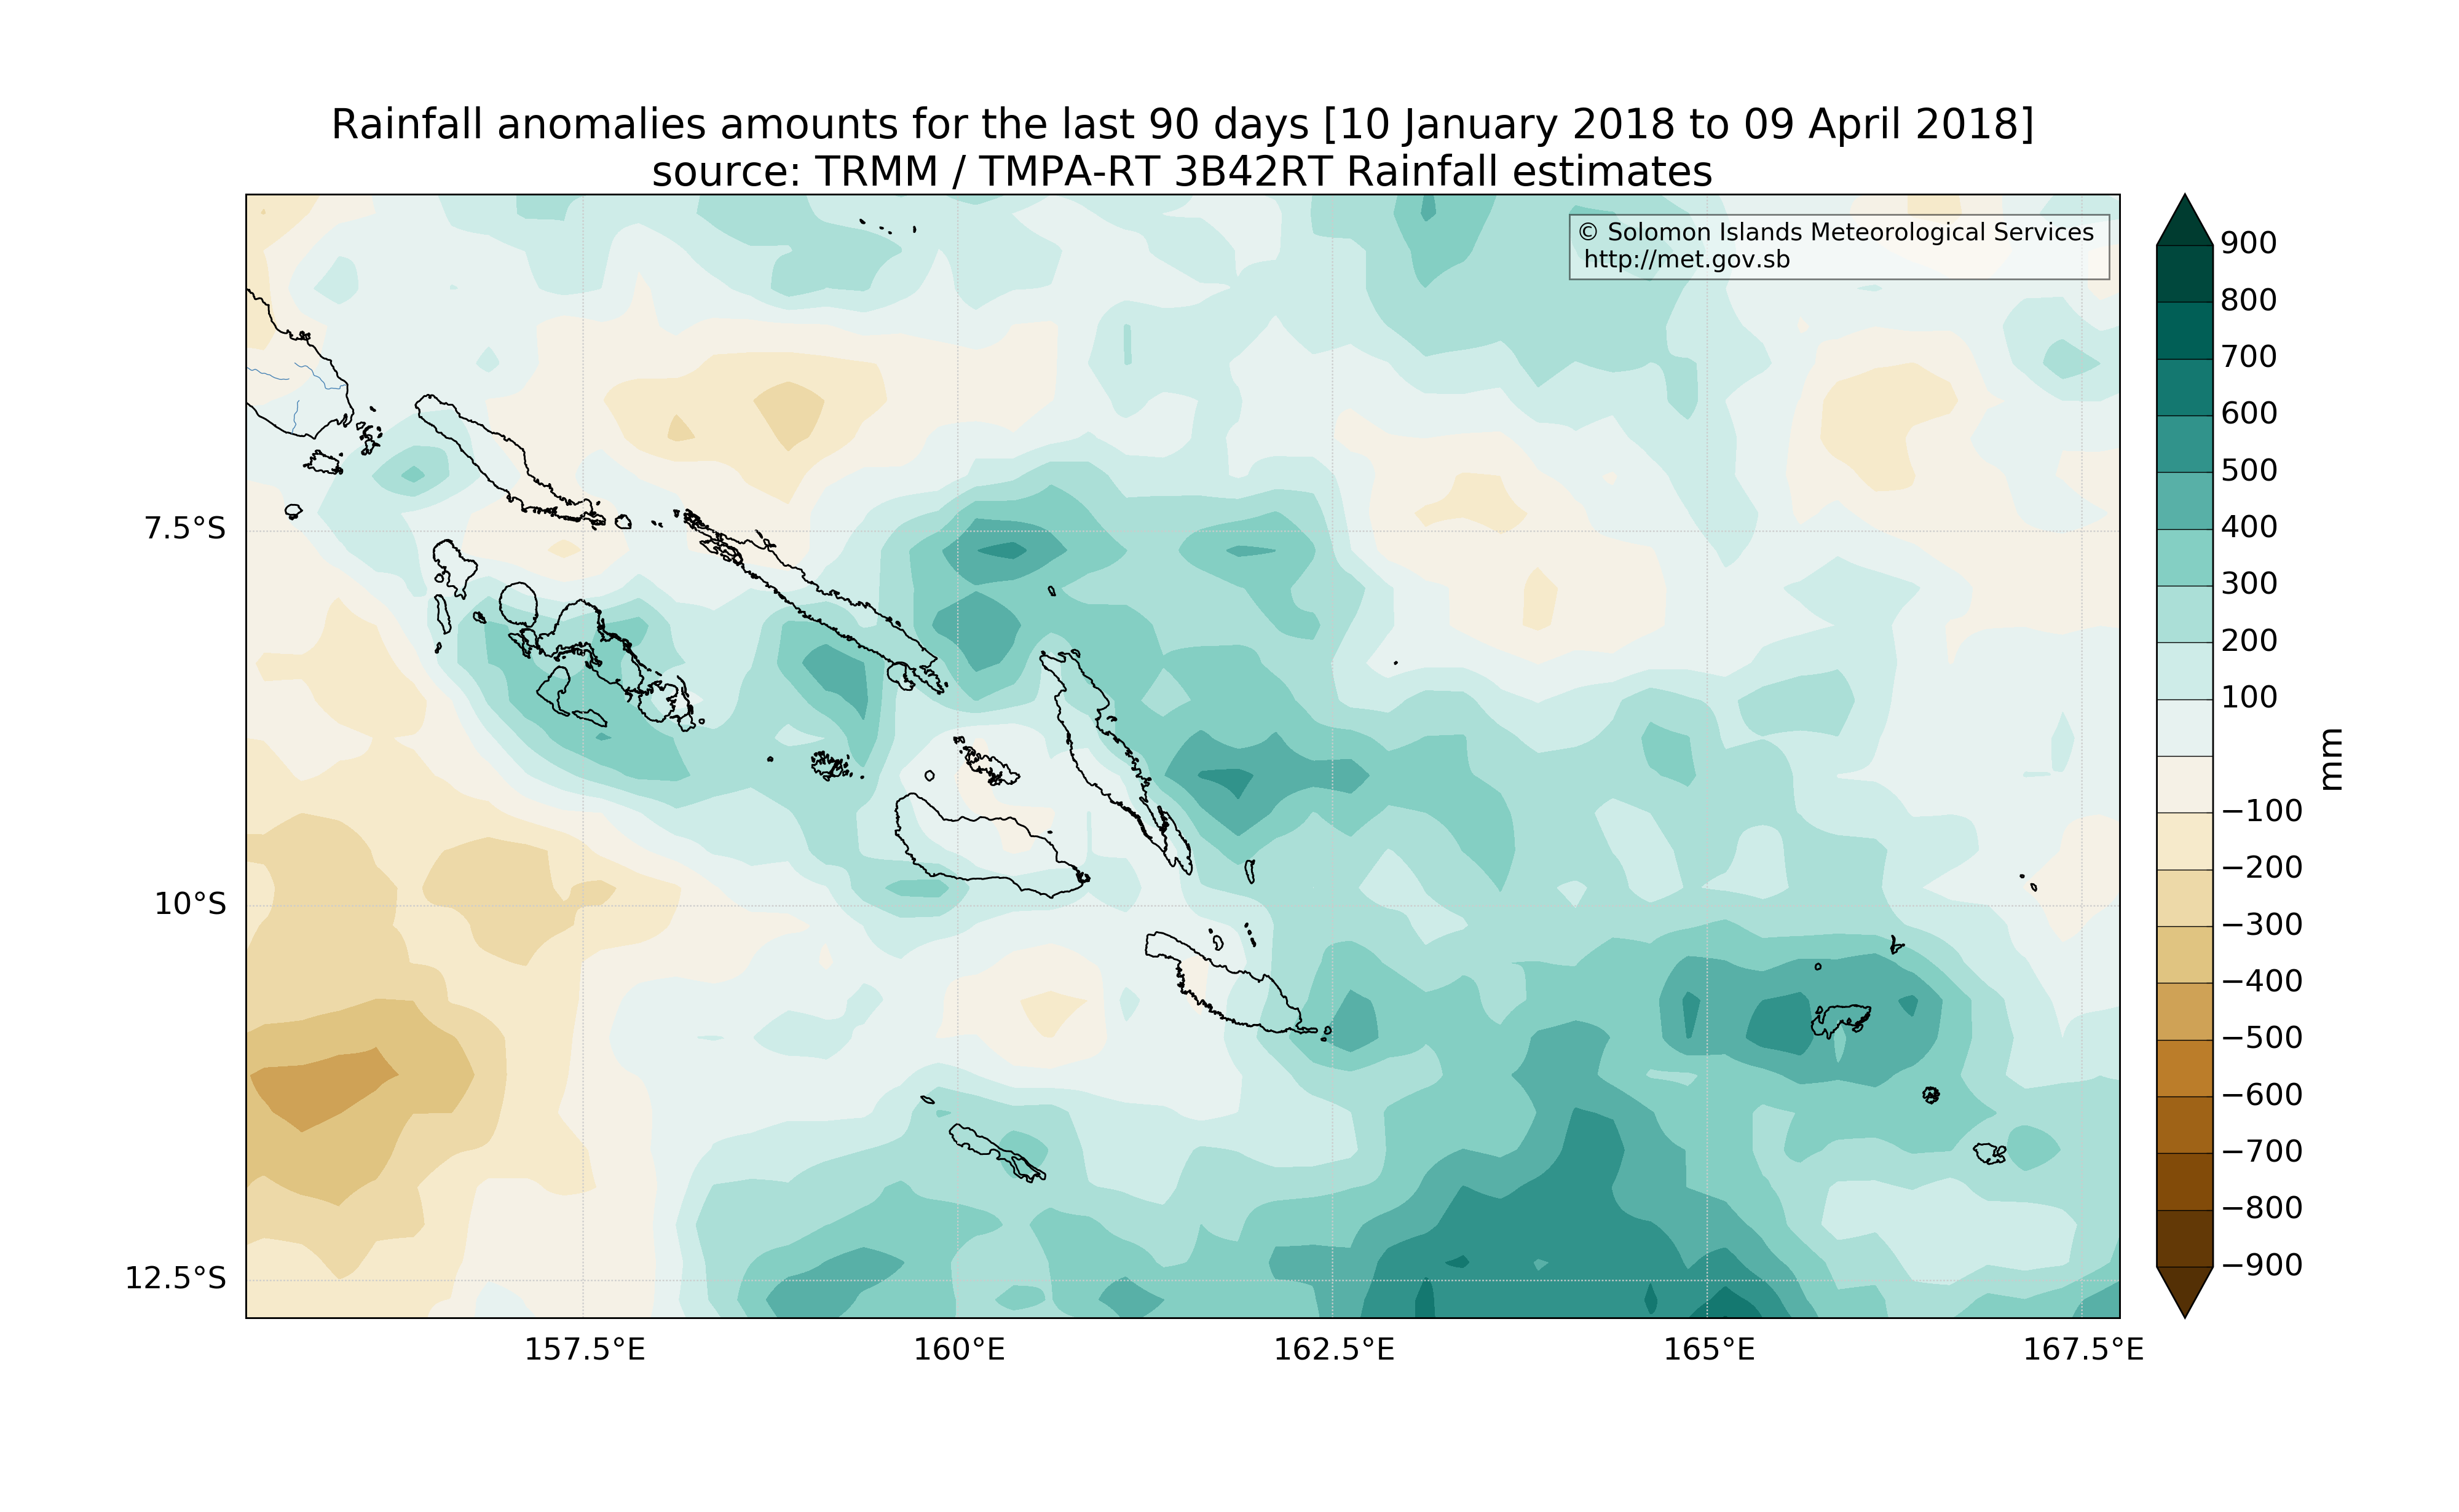 Rainfall anomalies amounts for the last 90 days [10 January 2018 to 09 April 2018]
source: TRMM / TMPA-RT 3B42RT Rainfall estimates
© Solomon Islands Meteorological Services
http://met.gov.sb
7.5°S
10°S
12.5°S
157.5°E
160°E
162.5°E
165°E
167.5°E
900
800
700
600
500
400
300
200
100
−100
−200
−300
−400
−500
−600
−700
−800
−900
mm